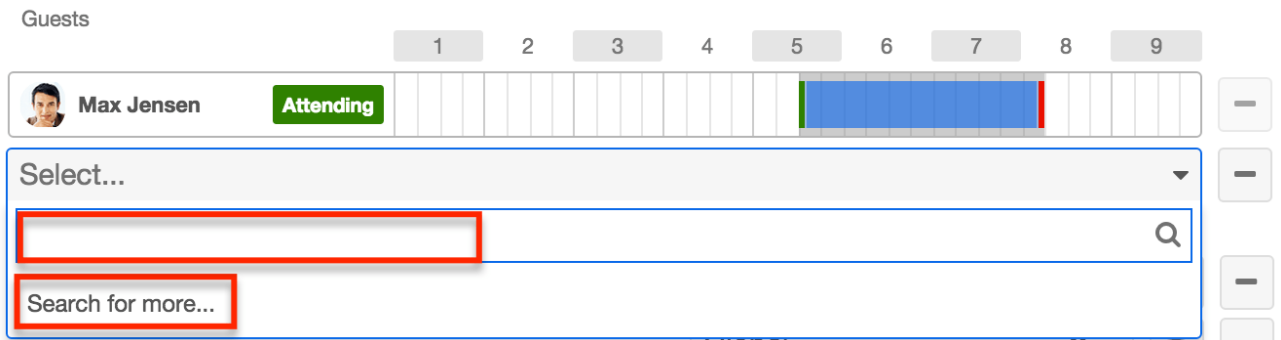 Guests
1 2 3 4 5 6 7 8 9
Max Jensen Attending
Select...
Search for more...